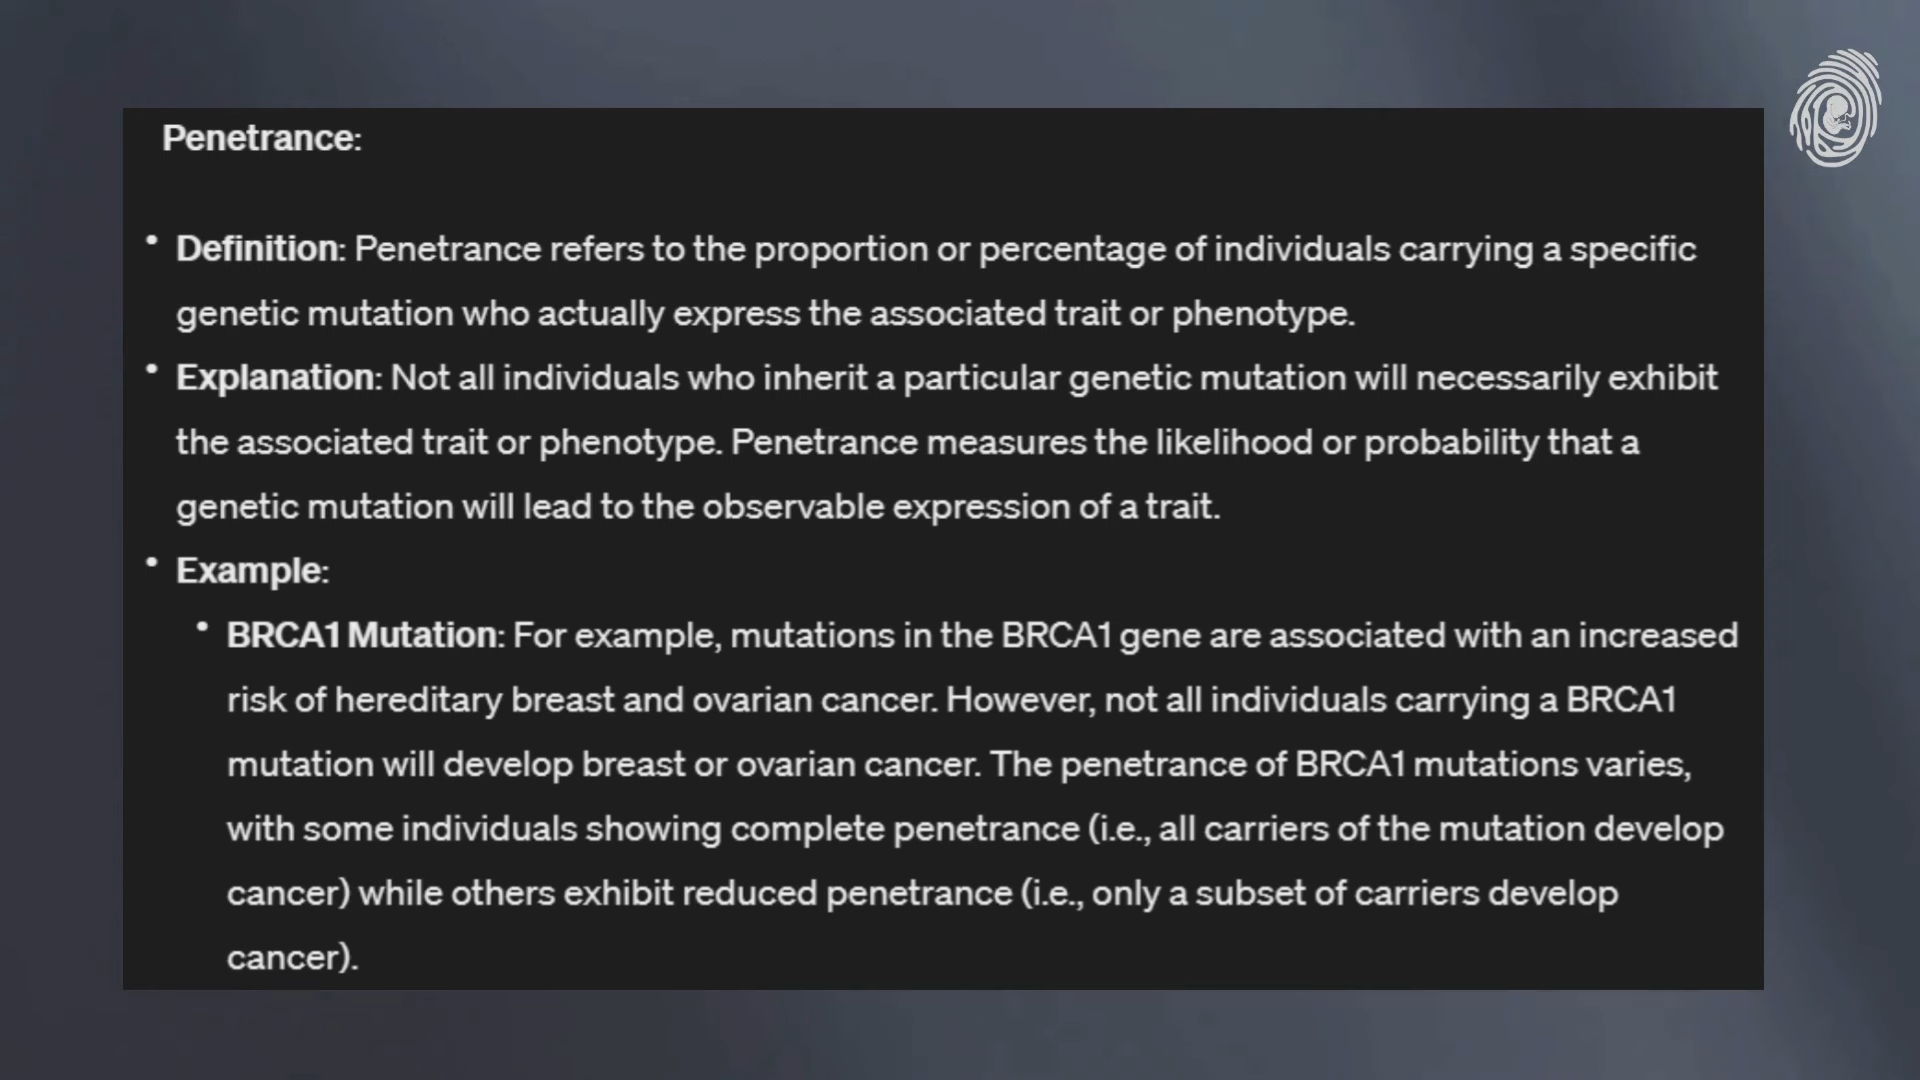 Penetrance:
• Definition: Penetrance refers to the proportion or percentage of individuals carrying a specific
genetic mutation who actually express the associated trait or phenotype.
• Explanation: Not all individuals who inherit a particular genetic mutation will necessarily exhibit
the associated trait or phenotype. Penetrance measures the likelihood or probability that a
genetic mutation will lead to the observable expression of a trait.
• Example:
• BRCA1 Mutation: For example, mutations in the BRCA1 gene are associated with an increased
risk of hereditary breast and ovarian cancer. However, not all individuals carrying a BRCA1
mutation will develop breast or ovarian cancer. The penetrance of BRCA1 mutations varies,
with some individuals showing complete penetrance (i.e., all carriers of the mutation develop
cancer) while others exhibit reduced penetrance (i.e., only a subset of carriers develop
cancer).